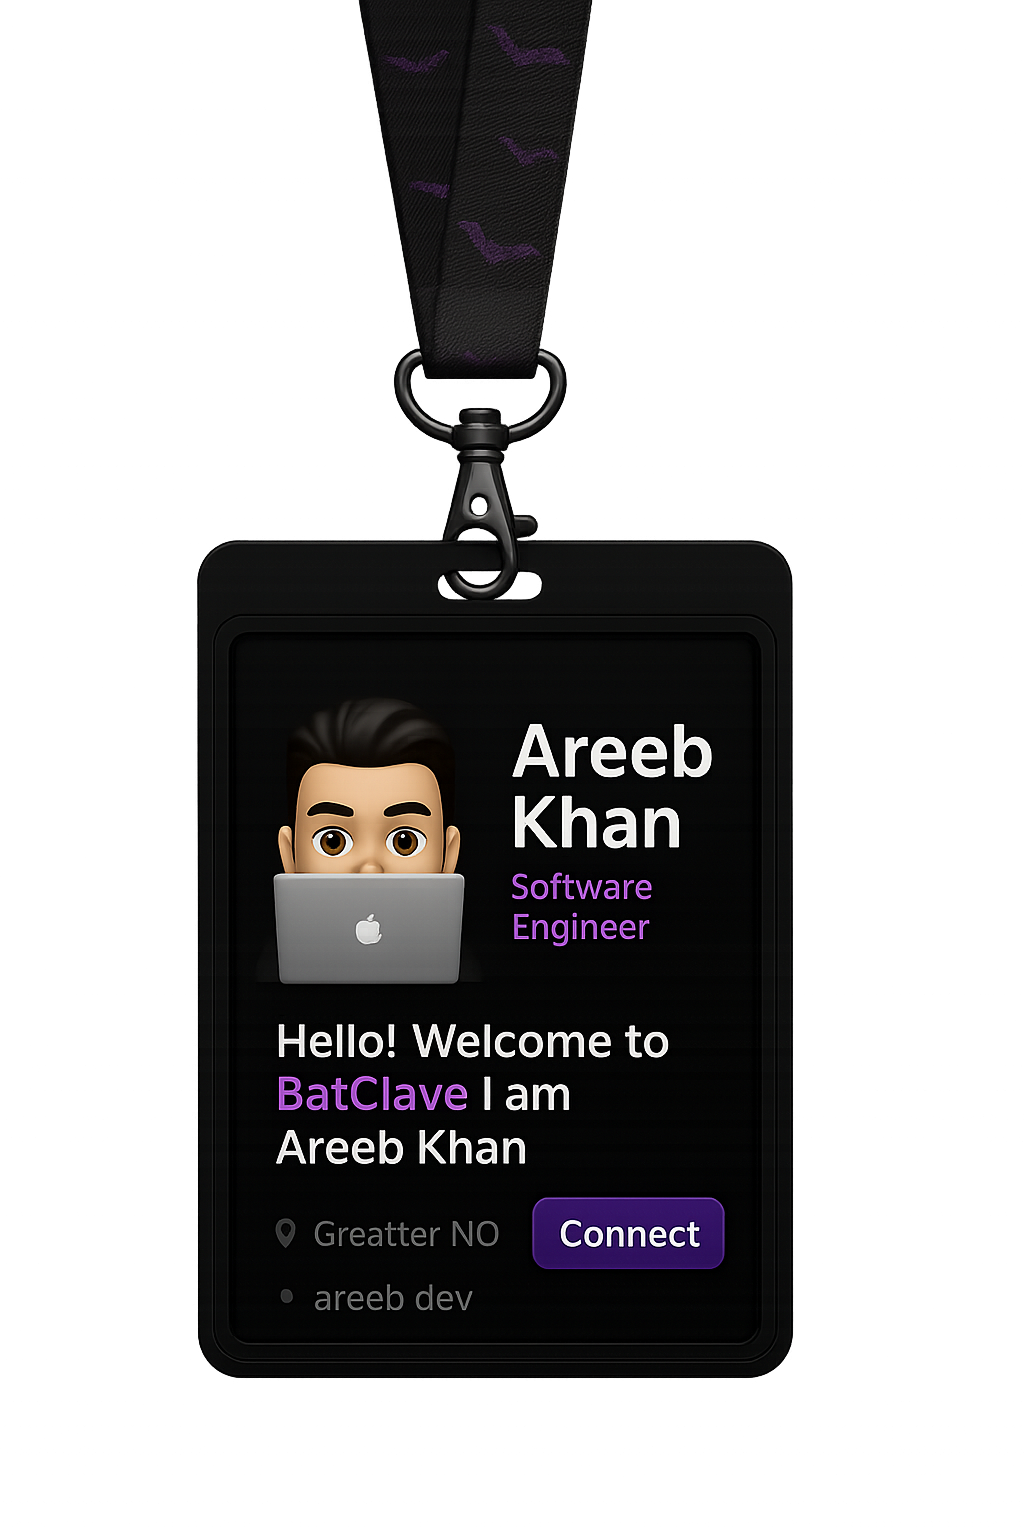 Areeb
Khan
Software
Engineer
Hello! Welcome to
BatClave I am
Areeb Khan
Greatter NO
Connect
areeb dev